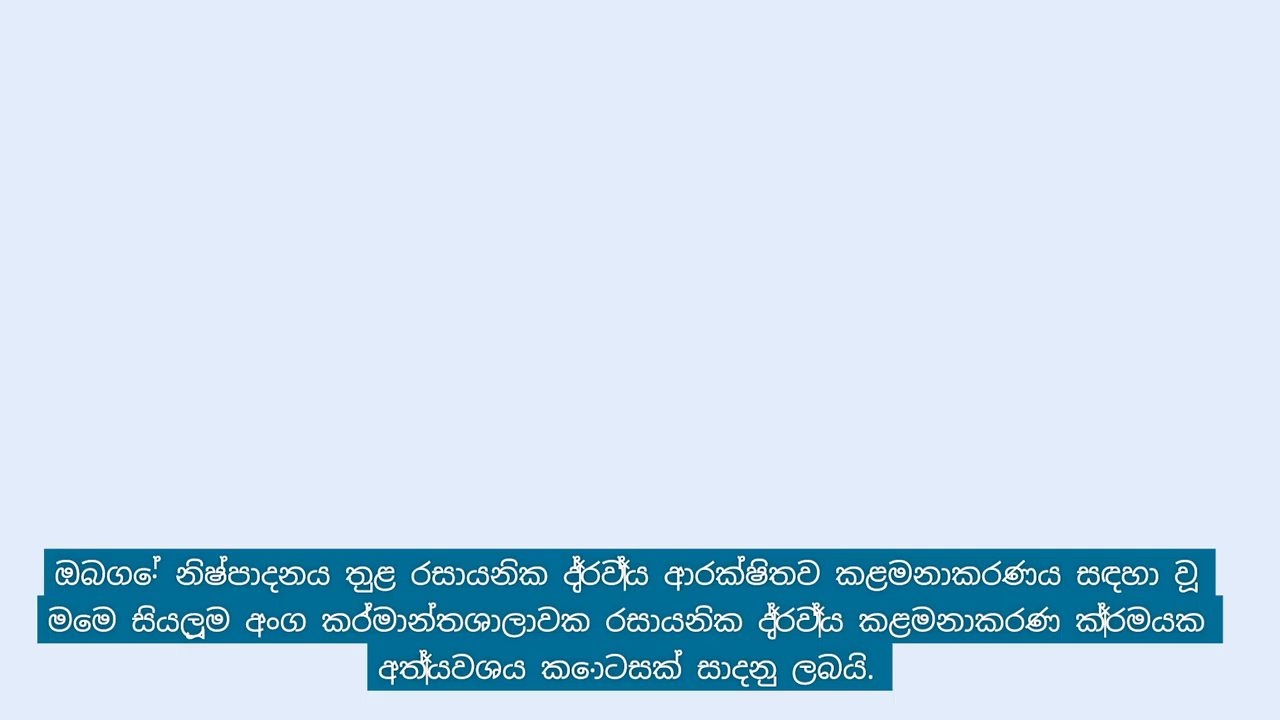 ඔබගේ නිෂ්පාදනය තුළ රසායනික ද්‍රව්‍ය ආරක්ෂිතව කළමනාකරණය සඳහා වූ
මෙම සියලූම අංග කර්මාන්තශාලාවක රසායනික ද්‍රව්‍ය කළමනාකරණ ක්‍රමයක
අත්‍යවශය කොටසක් සාදනු ලබයි.